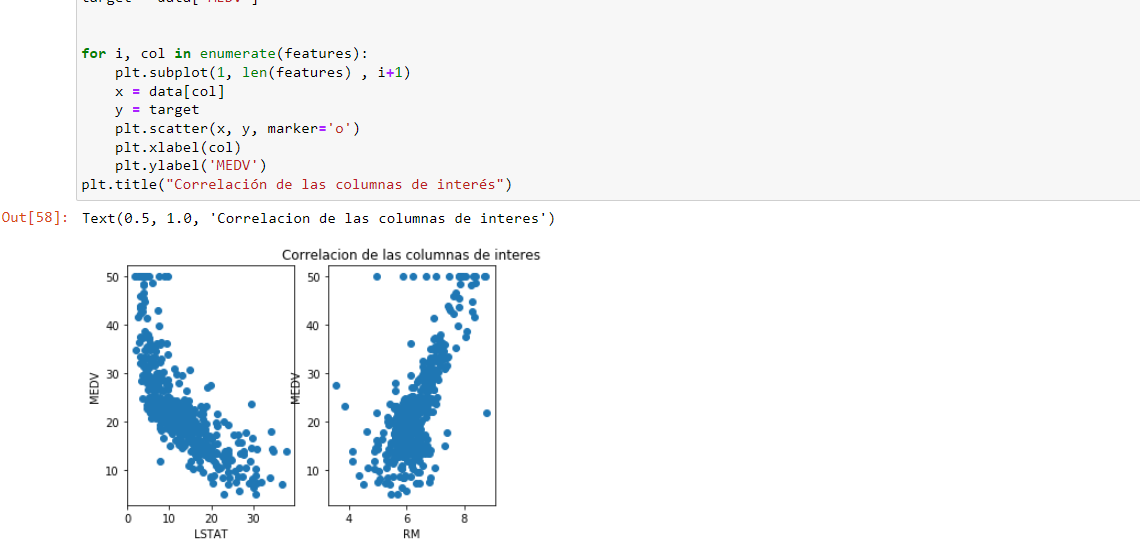 for i, col in enumerate(features):
plt.subplot(1, len(features) , i+1)
x = data[col]
y = target
plt.scatter(x, y, marker='o')
plt.xlabel(col)
plt.ylabel('MEDV')
plt.title("Correlación de las columnas de interés")
Out[58]: Text(0.5, 1.0, 'Correlacion de las columnas de interes')
Correlacion de las columnas de interes
50
40
30
20
10
MEDV
0 10 20 30
LSTAT
50
40
30
20
10
MEDV
4 6 8
RM